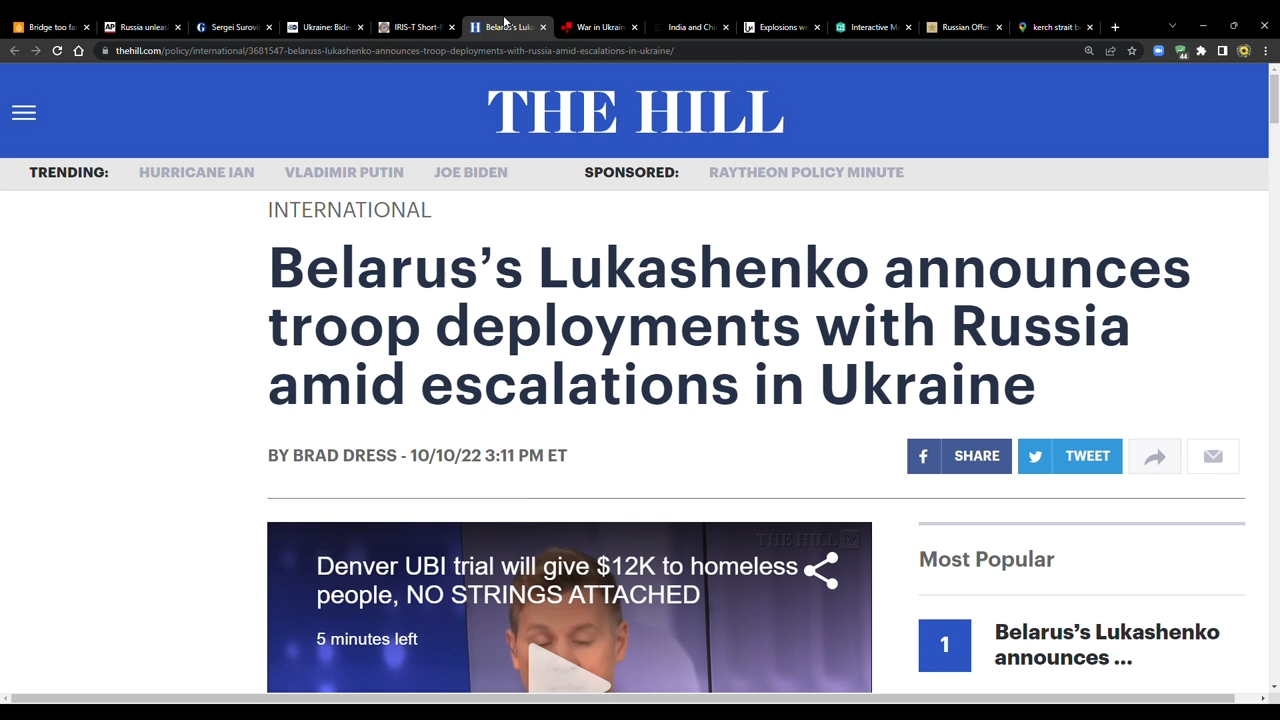 Bridge too fa
Russia unleas
Sergei Surovi
Ukraine: Bide
IRIS-T Short-R
Belarus's Luka
War in Ukrain
India and Chi
Explosions we
Interactive M
Russian Offen
kerch strait b
thehill.com/policy/international/3681547-belaruss-lukashenko-announces-troop-deployments-with-russia-amid-escalations-in-ukraine/
44
THE HILL
TRENDING: HURRICANE IAN VLADIMIR PUTIN JOE BIDEN SPONSORED: RAYTHEON POLICY MINUTE
INTERNATIONAL
Belarus’s Lukashenko announces
troop deployments with Russia
amid escalations in Ukraine
BY BRAD DRESS - 10/10/22 3:11 PM ET
SHARE
TWEET
THE HILL TV
Denver UBI trial will give $12K to homeless
people, NO STRINGS ATTACHED
5 minutes left
Most Popular
1
Belarus’s Lukashenko
announces ...